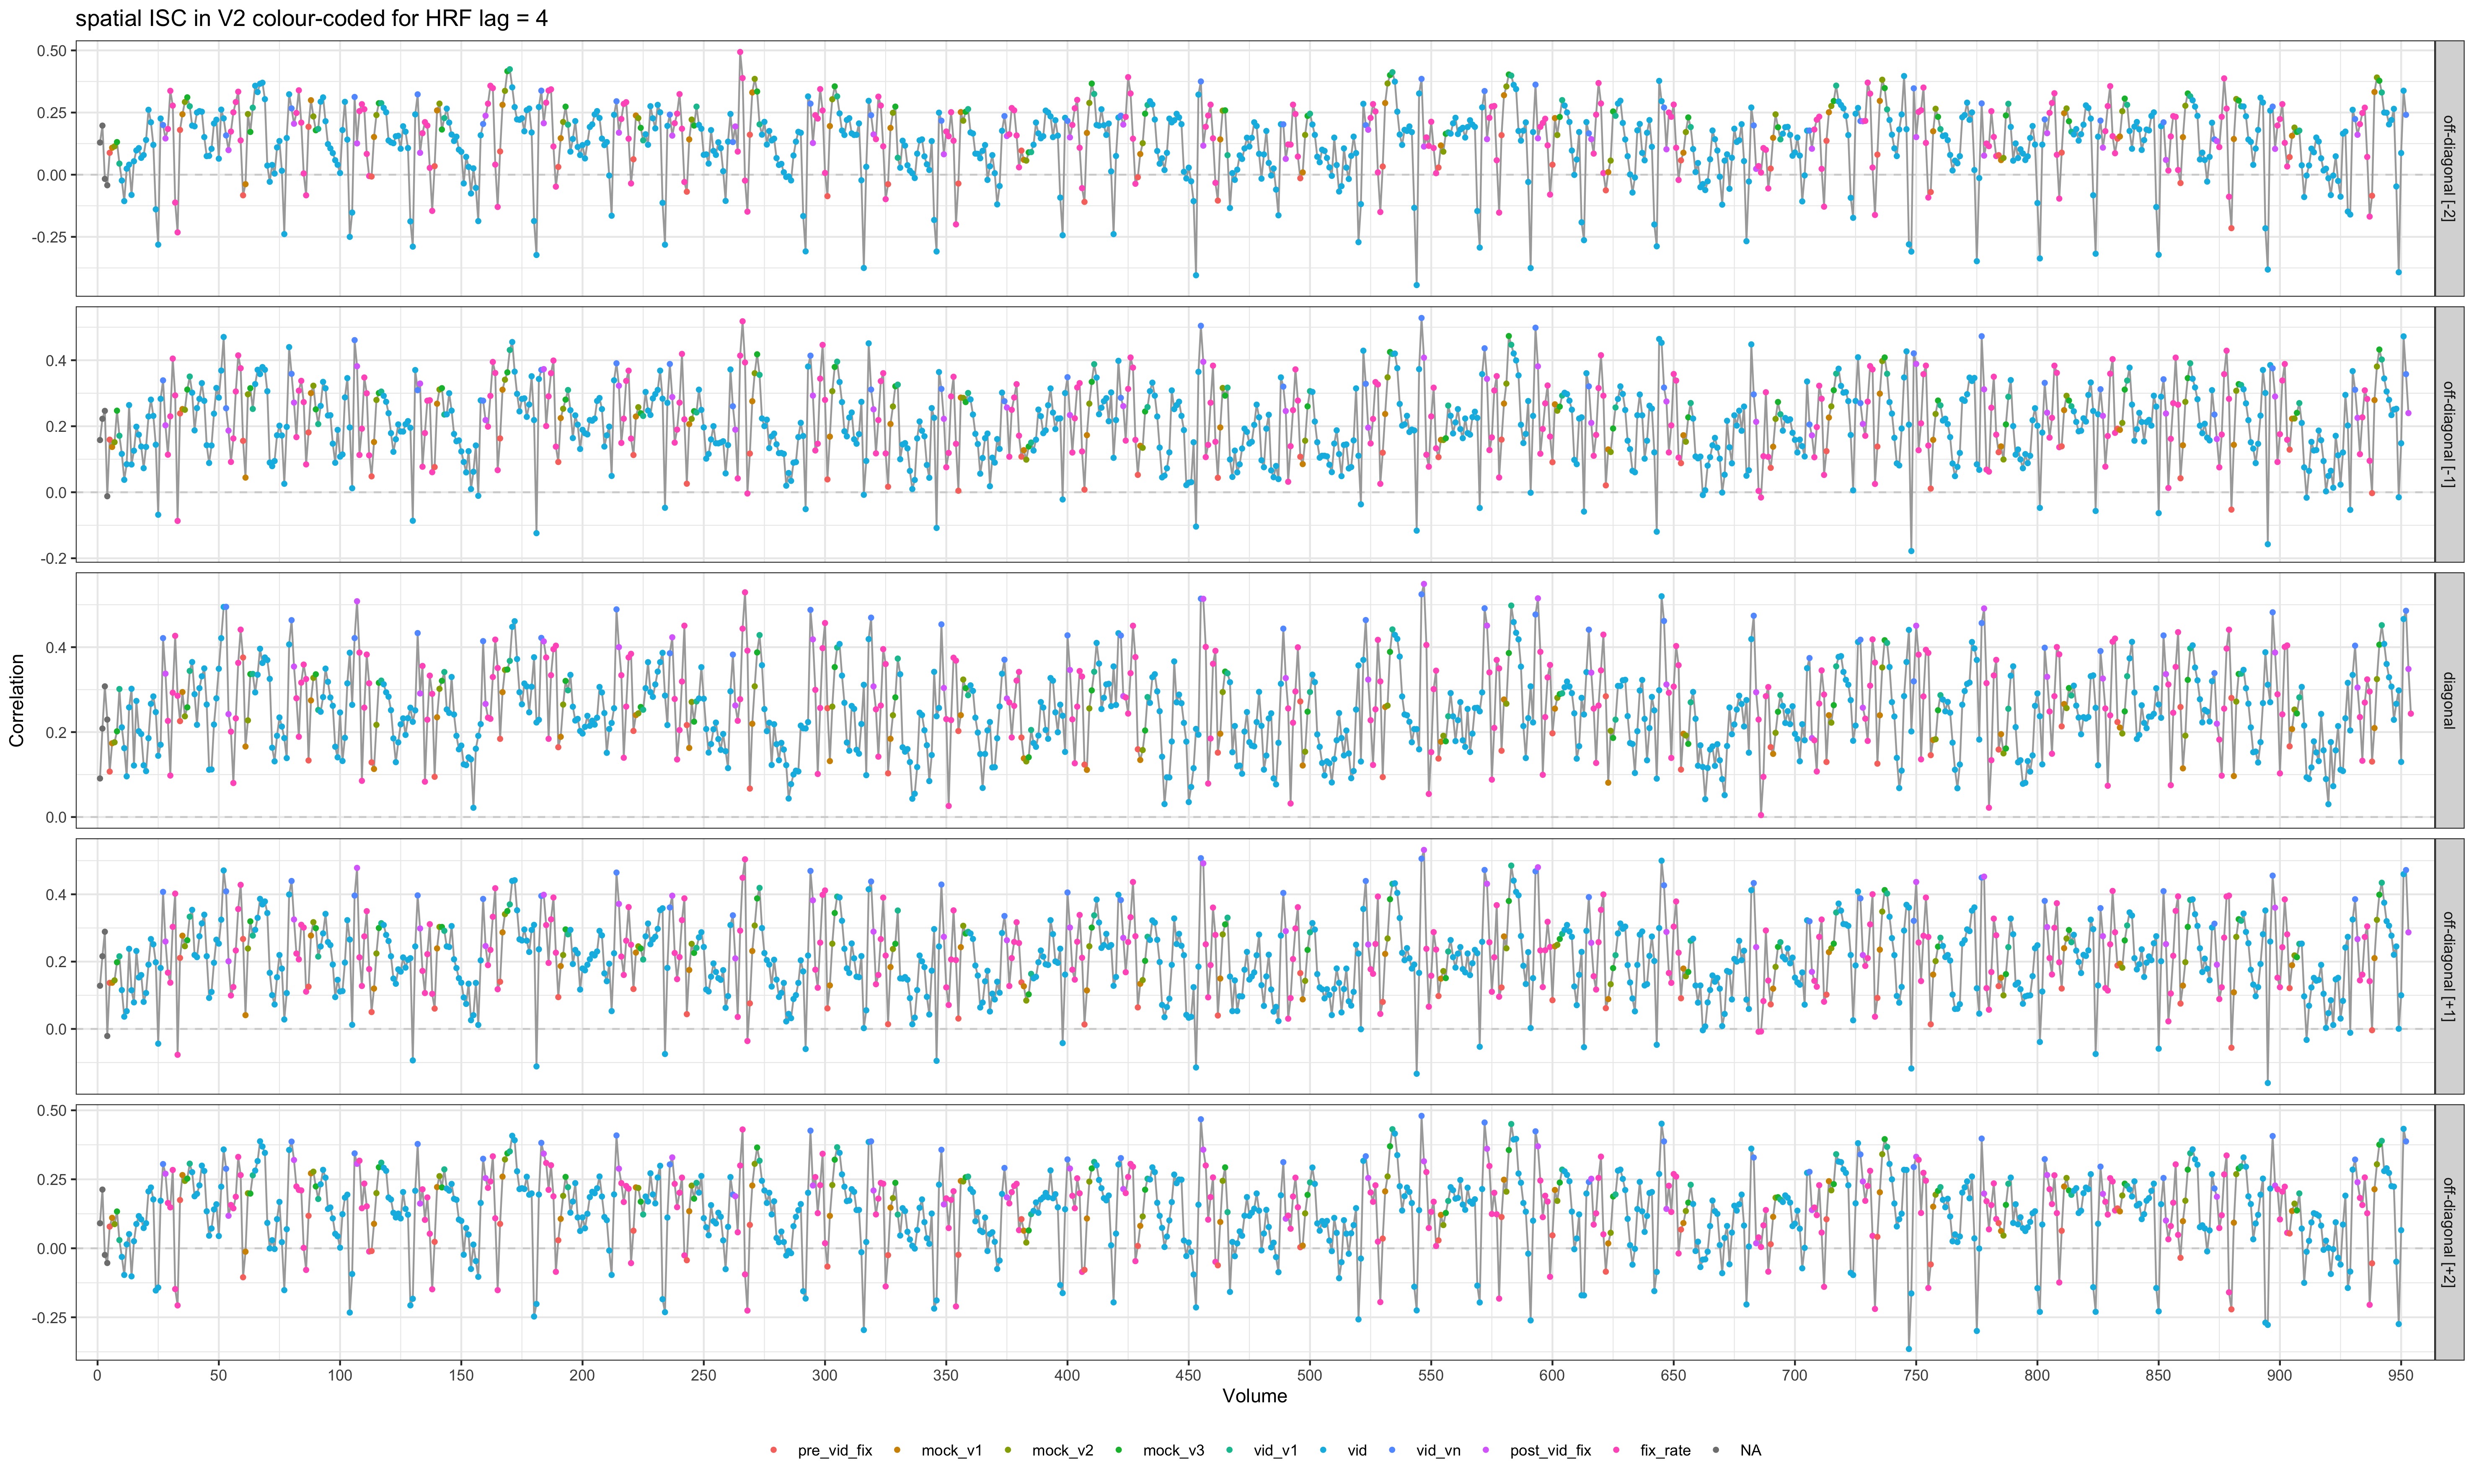 spatial ISC in V2 colour-coded for HRF lag = 4
Correlation
0.50
0.25
0.00
-0.25
off-diagonal [-2]
0.4
0.2
0.0
-0.2
off-diagonal [-1]
0.4
0.2
0.0
diagonal
0.4
0.2
0.0
off-diagonal [+1]
0.50
0.25
0.00
-0.25
off-diagonal [+2]
0 50 100 150 200 250 300 350 400 450 500 550 600 650 700 750 800 850 900 950
Volume
pre_vid_fix mock_v1 mock_v2 mock_v3 vid_v1 vid vid_vn post_vid_fix fix_rate NA